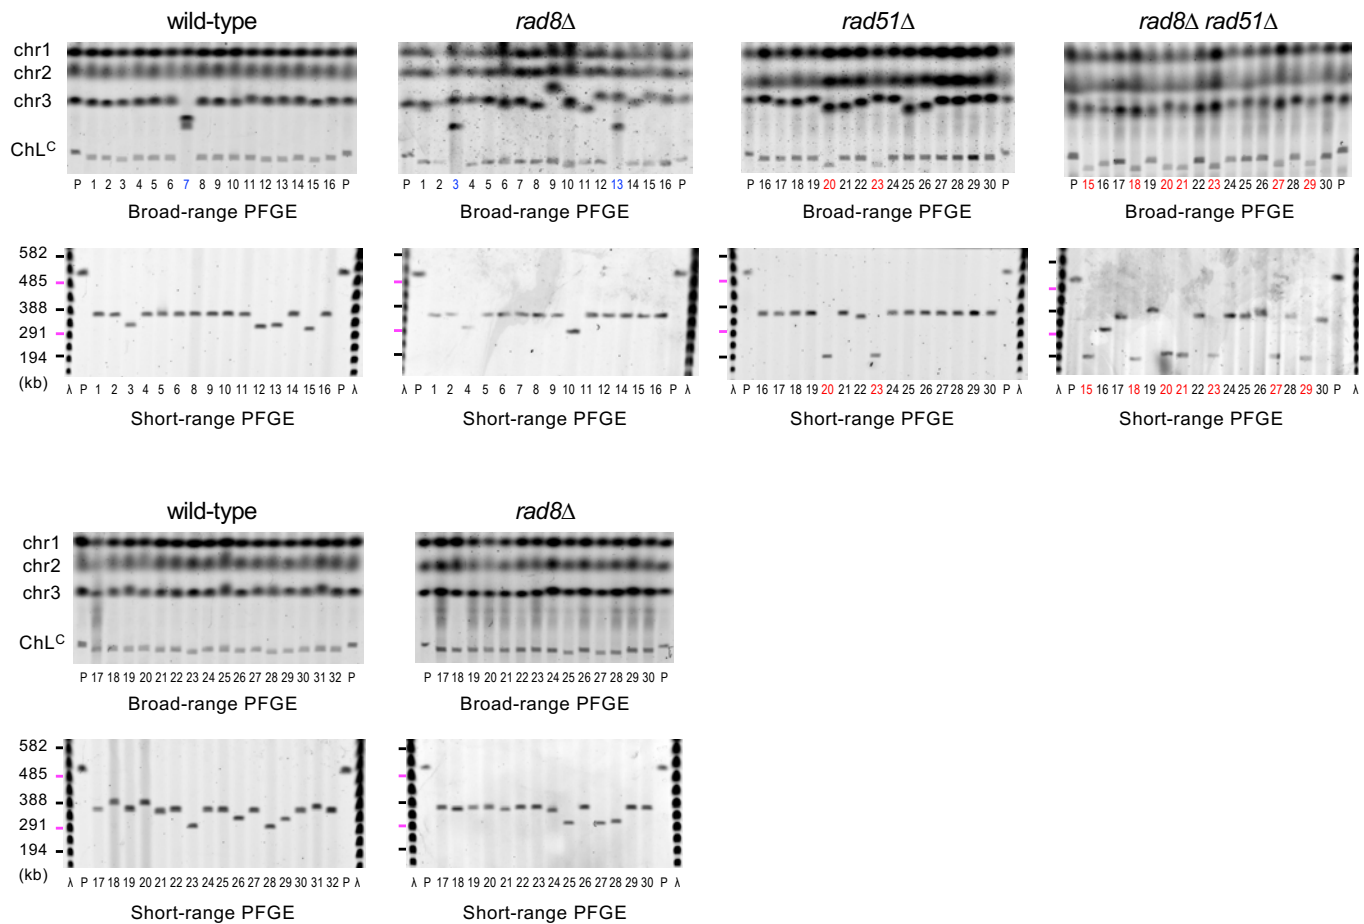 wild-type
rad8Δ
rad51Δ
rad8Δ rad51Δ
chr1
chr2
chr3
ChLC
P 1 2 3 4 5 6 7 8 9 10 11 12 13 14 15 16 P
P 1 2 3 4 5 6 7 8 9 10 11 12 13 14 15 16 P
P 16 17 18 19 20 21 22 23 24 25 26 27 28 29 30 P
P 15 16 17 18 19 20 21 22 23 24 25 26 27 28 29 30 P
Broad-range PFGE
Broad-range PFGE
Broad-range PFGE
Broad-range PFGE
582
485
388
291
194
(kb)
λ P 1 2 3 4 5 6 8 9 10 11 12 13 14 15 16 P λ
λ P 1 2 4 5 6 7 8 9 10 11 12 14 15 16 P λ
λ P 16 17 18 19 20 21 22 23 24 25 26 27 28 29 30 P λ
λ P 15 16 17 18 19 20 21 22 23 24 25 26 27 28 29 30 P λ
Short-range PFGE
Short-range PFGE
Short-range PFGE
Short-range PFGE
wild-type
rad8Δ
chr1
chr2
chr3
ChLC
P 17 18 19 20 21 22 23 24 25 26 27 28 29 30 31 32 P
P 17 18 19 20 21 22 23 24 25 26 27 28 29 30 P
Broad-range PFGE
Broad-range PFGE
582
485
388
291
194
(kb)
λ P 17 18 19 20 21 22 23 24 25 26 27 28 29 30 31 32 P λ
λ P 17 18 19 20 21 22 23 24 25 26 27 28 29 30 P λ
Short-range PFGE
Short-range PFGE